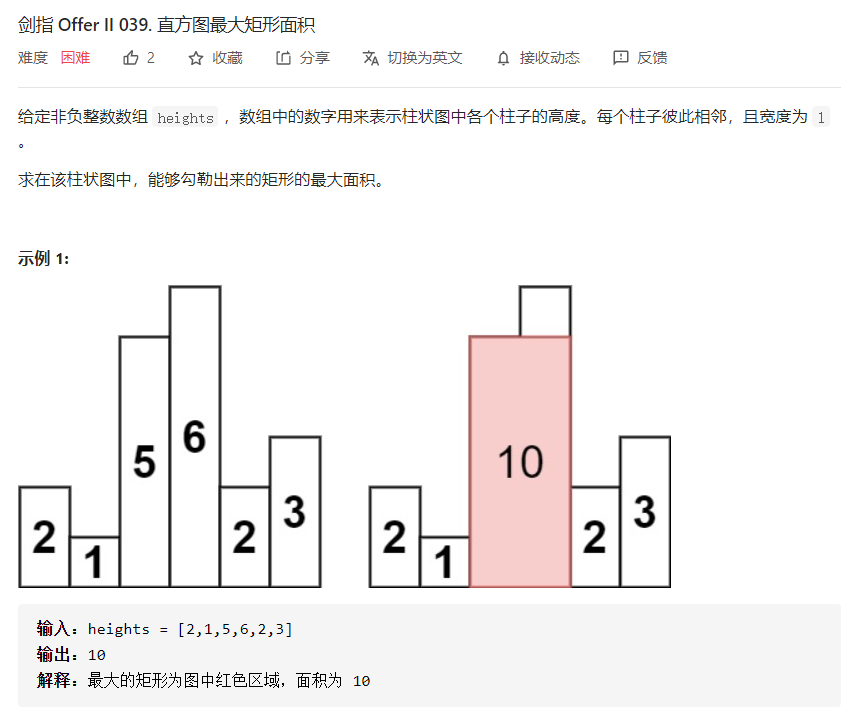 剑指 Offer II 039. 直方图最大矩形面积
难度 困难 2 收藏 分享 切换为英文 接收动态 反馈
给定非负整数数组 heights ，数组中的数字用来表示柱状图中各个柱子的高度。每个柱子彼此相邻，且宽度为 1
。
求在该柱状图中，能够勾勒出来的矩形的最大面积。
示例 1:
2 1 5 6 2 3
2 1 10 2 3
输入：heights = [2,1,5,6,2,3]
输出：10
解释：最大的矩形为图中红色区域，面积为 10